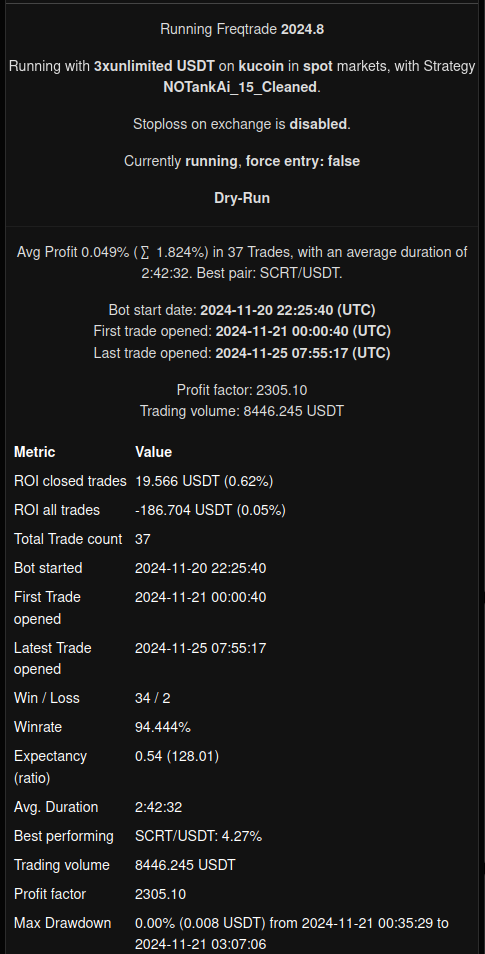 Running Freqtrade 2024.8
Running with 3xunlimited USDT on kucoin in spot markets, with Strategy
NOTankAi_15_Cleaned.
Stoploss on exchange is disabled.
Currently running, force entry: false
Dry-Run
Avg Profit 0.049% (∑ 1.824%) in 37 Trades, with an average duration of
2:42:32. Best pair: SCRT/USDT.
Bot start date: 2024-11-20 22:25:40 (UTC)
First trade opened: 2024-11-21 00:00:40 (UTC)
Last trade opened: 2024-11-25 07:55:17 (UTC)
Profit factor: 2305.10
Trading volume: 8446.245 USDT
Metric Value
ROI closed trades 19.566 USDT (0.62%)
ROI all trades -186.704 USDT (0.05%)
Total Trade count 37
Bot started 2024-11-20 22:25:40
First Trade 2024-11-21 00:00:40
opened
Latest Trade 2024-11-25 07:55:17
opened
Win / Loss 34 / 2
Winrate 94.444%
Expectancy 0.54 (128.01)
(ratio)
Avg. Duration 2:42:32
Best performing SCRT/USDT: 4.27%
Trading volume 8446.245 USDT
Profit factor 2305.10
Max Drawdown 0.00% (0.008 USDT) from 2024-11-21 00:35:29 to
2024-11-21 03:07:06